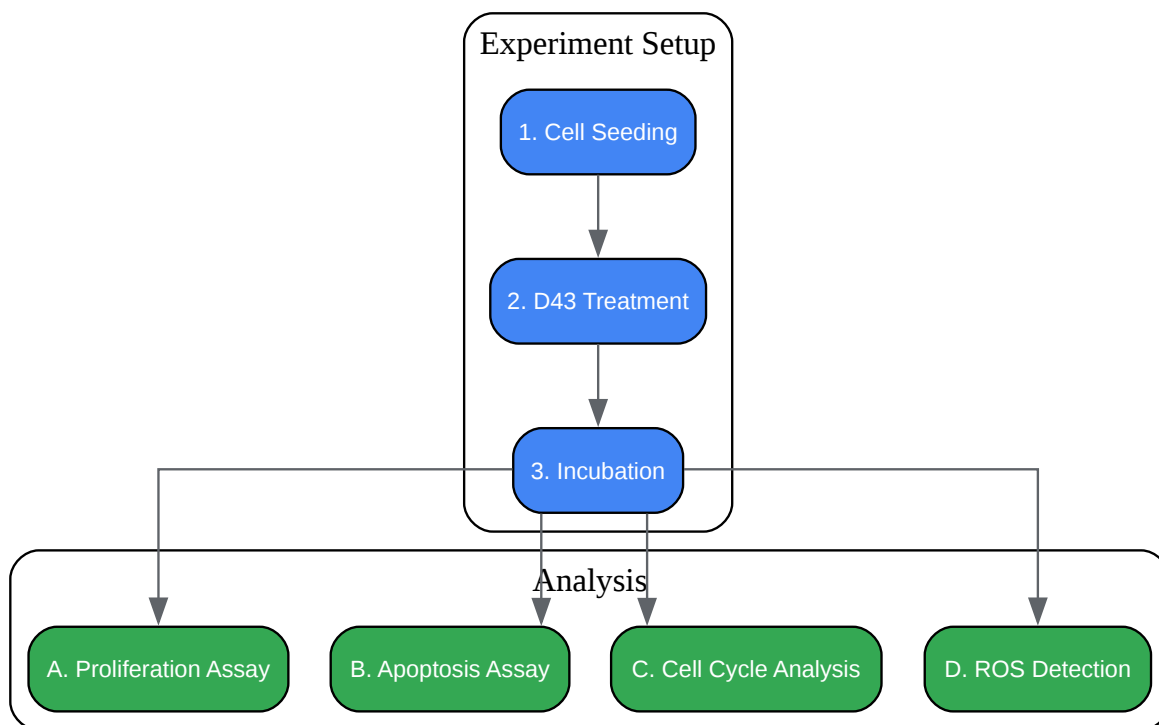 Experiment Setup
1. Cell Seeding
2. D43 Treatment
3. Incubation
Analysis
A. Proliferation Assay
B. Apoptosis Assay
C. Cell Cycle Analysis
D. ROS Detection